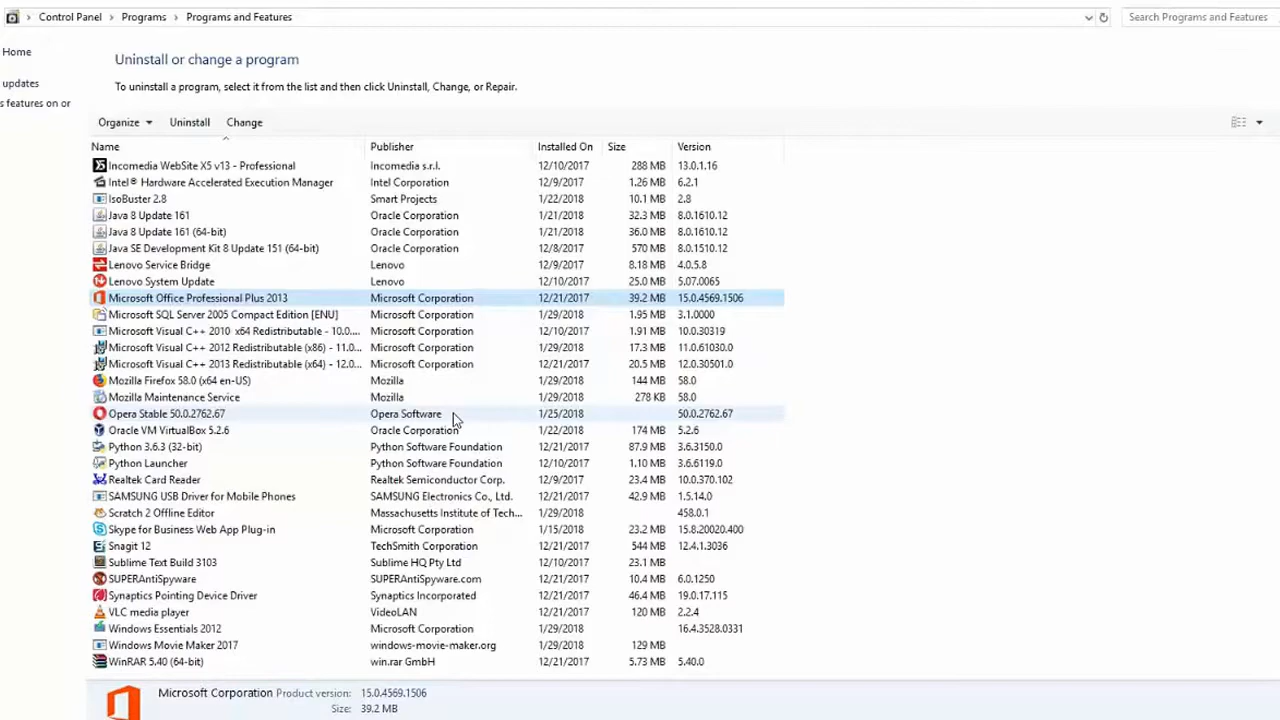 Control Panel > Programs > Programs and Features Search Programs and Features
Home
updates
s features on or
Uninstall or change a program
To uninstall a program, select it from the list and then click Uninstall, Change, or Repair.
Organize Uninstall Change
Name Publisher Installed On Size Version
Incomedia WebSite X5 v13 - Professional Incomedia s.r.l. 12/10/2017 288 MB 13.0.1.16
Intel® Hardware Accelerated Execution Manager Intel Corporation 12/9/2017 1.26 MB 6.2.1
IsoBuster 2.8 Smart Projects 1/22/2018 10.1 MB 2.8
Java 8 Update 161 Oracle Corporation 1/21/2018 32.3 MB 8.0.1610.12
Java 8 Update 161 (64-bit) Oracle Corporation 1/21/2018 36.0 MB 8.0.1610.12
Java SE Development Kit 8 Update 151 (64-bit) Oracle Corporation 12/8/2017 570 MB 8.0.1510.12
Lenovo Service Bridge Lenovo 12/9/2017 8.18 MB 4.0.5.8
Lenovo System Update Lenovo 12/10/2017 25.0 MB 5.07.0065
Microsoft Office Professional Plus 2013 Microsoft Corporation 12/21/2017 39.2 MB 15.0.4569.1506
Microsoft SQL Server 2005 Compact Edition [ENU] Microsoft Corporation 1/29/2018 1.95 MB 3.1.0000
Microsoft Visual C++ 2010 x64 Redistributable - 10.0.... Microsoft Corporation 12/10/2017 1.91 MB 10.0.30319
Microsoft Visual C++ 2012 Redistributable (x86) - 11.0... Microsoft Corporation 1/29/2018 17.3 MB 11.0.61030.0
Microsoft Visual C++ 2013 Redistributable (x64) - 12.0... Microsoft Corporation 12/21/2017 20.5 MB 12.0.30501.0
Mozilla Firefox 58.0 (x64 en-US) Mozilla 1/29/2018 144 MB 58.0
Mozilla Maintenance Service Mozilla 1/29/2018 278 KB 58.0
Opera Stable 50.0.2762.67 Opera Software 1/25/2018 50.0.2762.67
Oracle VM VirtualBox 5.2.6 Oracle Corporation 1/22/2018 174 MB 5.2.6
Python 3.6.3 (32-bit) Python Software Foundation 12/21/2017 87.9 MB 3.6.3150.0
Python Launcher Python Software Foundation 12/10/2017 1.10 MB 3.6.6119.0
Realtek Card Reader Realtek Semiconductor Corp. 12/9/2017 23.4 MB 10.0.370.102
SAMSUNG USB Driver for Mobile Phones SAMSUNG Electronics Co., Ltd. 12/21/2017 42.9 MB 1.5.14.0
Scratch 2 Offline Editor Massachusetts Institute of Tech... 1/29/2018 458.0.1
Skype for Business Web App Plug-in Microsoft Corporation 1/15/2018 23.2 MB 15.8.20020.400
Snagit 12 TechSmith Corporation 12/21/2017 544 MB 12.4.1.3036
Sublime Text Build 3103 Sublime HQ Pty Ltd 12/10/2017 23.1 MB
SUPERAntiSpyware SUPERAntiSpyware.com 12/21/2017 10.4 MB 6.0.1250
Synaptics Pointing Device Driver Synaptics Incorporated 12/21/2017 46.4 MB 19.0.17.115
VLC media player VideoLAN 12/21/2017 120 MB 2.2.4
Windows Essentials 2012 Microsoft Corporation 1/29/2018 16.4.3528.0331
Windows Movie Maker 2017 windows-movie-maker.org 1/29/2018 129 MB
WinRAR 5.40 (64-bit) win.rar GmbH 12/21/2017 5.73 MB 5.40.0
Microsoft Corporation Product version: 15.0.4569.1506
Size: 39.2 MB